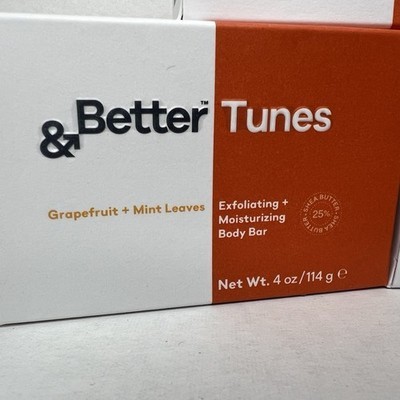 &Better™ Tunes
Grapefruit + Mint Leaves
Exfoliating +
Moisturizing
Body Bar
SHEA BUTTER • SHEA BUTTER •
25%
Net Wt. 4 oz/114 g ℮